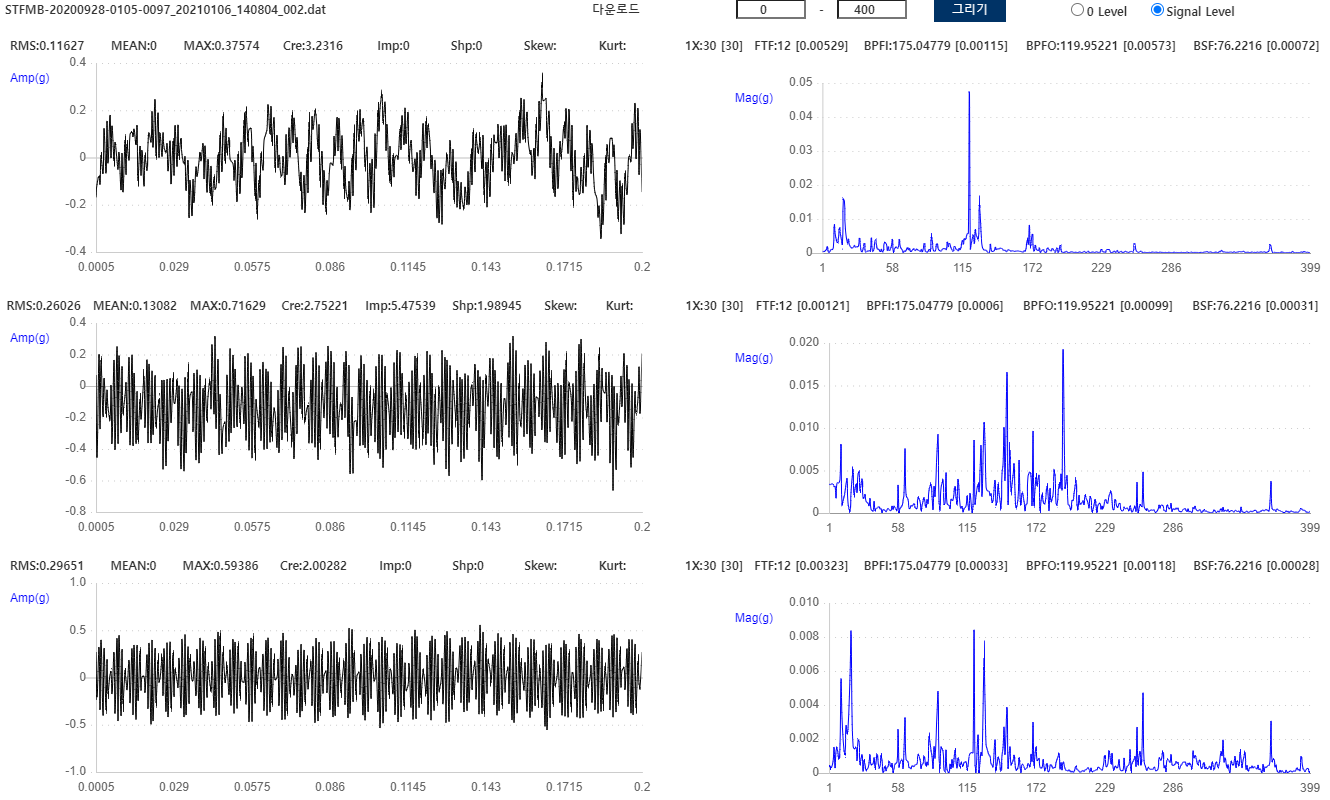 STFMB-20200928-0105-0097_20210106_140804_002.dat 다운로드 0 - 400 그리기 0 Level Signal Level
RMS:0.11627 MEAN:0 MAX:0.37574 Cre:3.2316 Imp:0 Shp:0 Skew: Kurt:
Amp(g)
0.4
0.2
0
-0.2
-0.4
0.0005 0.029 0.0575 0.086 0.1145 0.143 0.1715 0.2
1X:30 [30] FTF:12 [0.00529] BPFI:175.04779 [0.00115] BPFO:119.95221 [0.00573] BSF:76.2216 [0.00072]
Mag(g)
0.05
0.04
0.03
0.02
0.01
0
1 58 115 172 229 286 399
RMS:0.26026 MEAN:0.13082 MAX:0.71629 Cre:2.75221 Imp:5.47539 Shp:1.98945 Skew: Kurt:
Amp(g)
0.4
0.2
0
-0.2
-0.4
-0.6
-0.8
0.0005 0.029 0.0575 0.086 0.1145 0.143 0.1715 0.2
1X:30 [30] FTF:12 [0.00121] BPFI:175.04779 [0.0006] BPFO:119.95221 [0.00099] BSF:76.2216 [0.00031]
Mag(g)
0.020
0.015
0.010
0.005
0
1 58 115 172 229 286 399
RMS:0.29651 MEAN:0 MAX:0.59386 Cre:2.00282 Imp:0 Shp:0 Skew: Kurt:
Amp(g)
1.0
0.5
0
-0.5
-1.0
0.0005 0.029 0.0575 0.086 0.1145 0.143 0.1715 0.2
1X:30 [30] FTF:12 [0.00323] BPFI:175.04779 [0.00033] BPFO:119.95221 [0.00118] BSF:76.2216 [0.00028]
Mag(g)
0.010
0.008
0.006
0.004
0.002
0
1 58 115 172 229 286 399